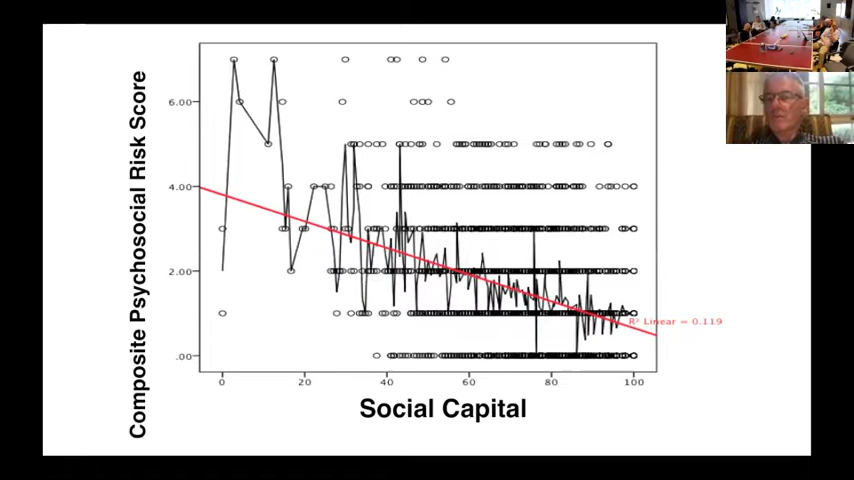 Composite Psychosocial Risk Score
6.00
4.00
2.00
.00
0 20 40 60 80 100
R² Linear = 0.119
Social Capital